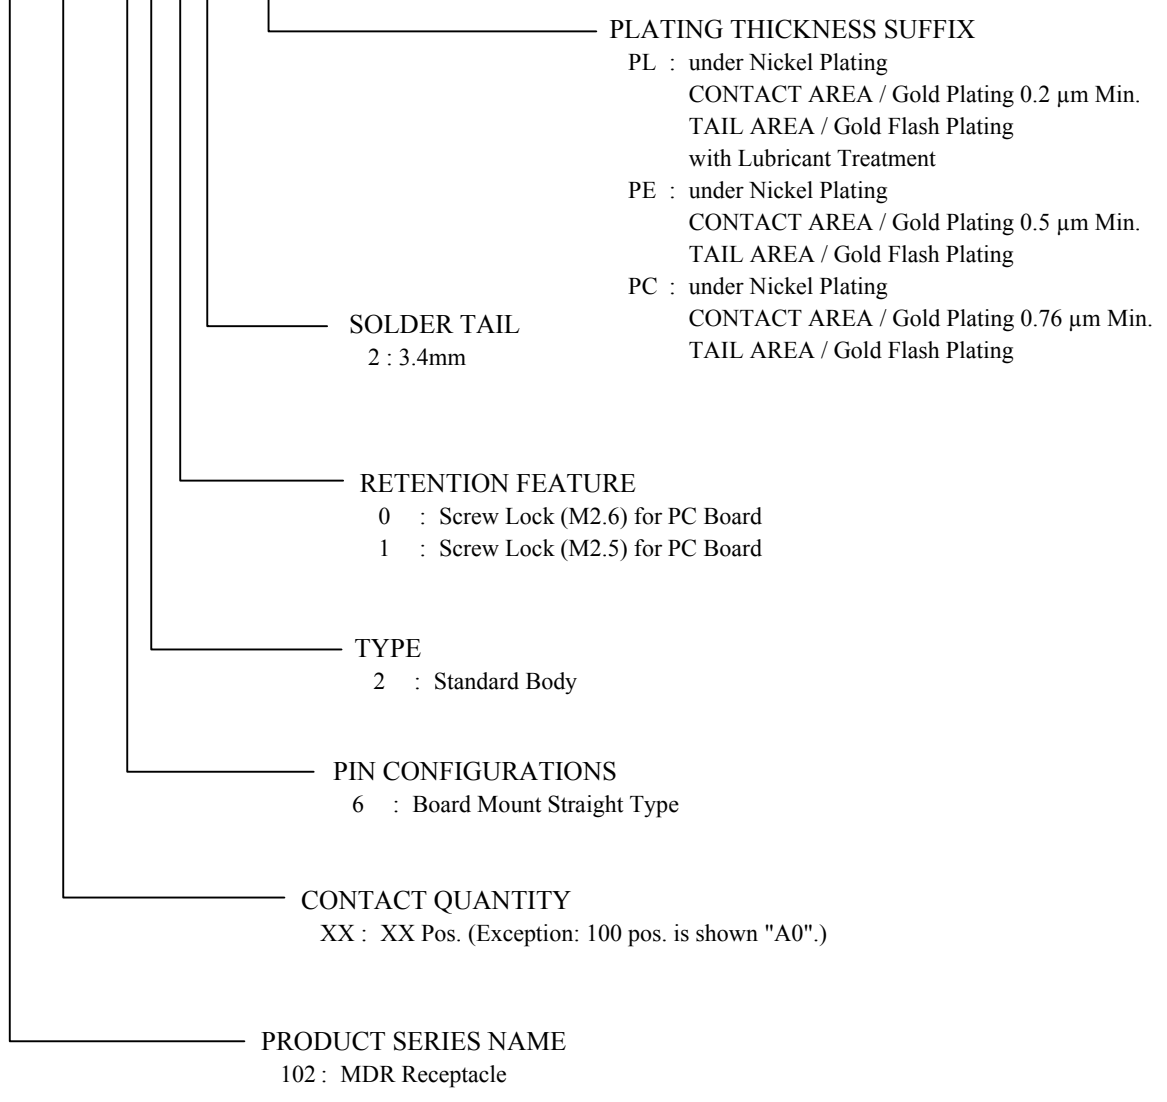 PLATING THICKNESS SUFFIX
PL : under Nickel Plating
CONTACT AREA / Gold Plating 0.2 µm Min.
TAIL AREA / Gold Flash Plating
with Lubricant Treatment
PE : under Nickel Plating
CONTACT AREA / Gold Plating 0.5 µm Min.
TAIL AREA / Gold Flash Plating
PC : under Nickel Plating
CONTACT AREA / Gold Plating 0.76 µm Min.
TAIL AREA / Gold Flash Plating
SOLDER TAIL
2 : 3.4mm
RETENTION FEATURE
0 : Screw Lock (M2.6) for PC Board
1 : Screw Lock (M2.5) for PC Board
TYPE
2 : Standard Body
PIN CONFIGURATIONS
6 : Board Mount Straight Type
CONTACT QUANTITY
XX : XX Pos. (Exception: 100 pos. is shown "A0".)
PRODUCT SERIES NAME
102 : MDR Receptacle